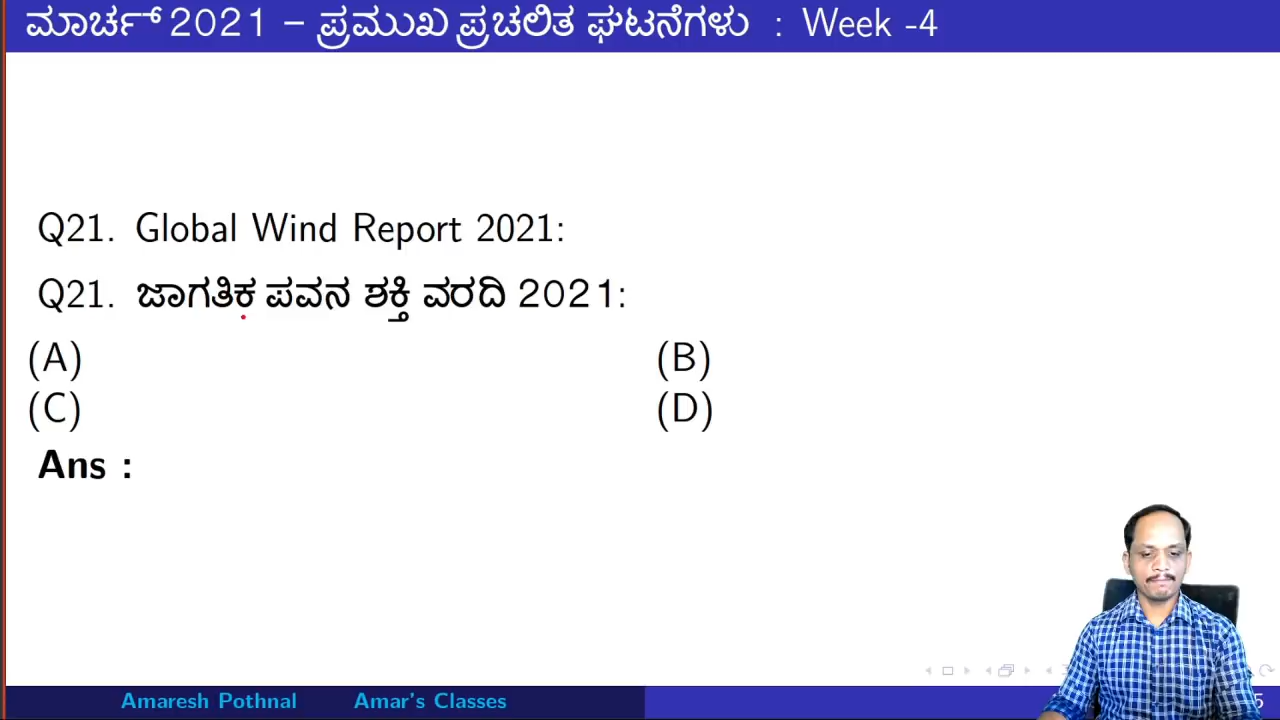 ಮಾರ್ಚ್ 2021 – ಪ್ರಮುಖ ಪ್ರಚಲಿತ ಘಟನೆಗಳು : Week -4
Q21. Global Wind Report 2021:
Q21. ಜಾಗತಿಕ ಪವನ ಶಕ್ತಿ ವರದಿ 2021:
(A) (B)
(C) (D)
Ans :
Amaresh Pothnal Amar's Classes